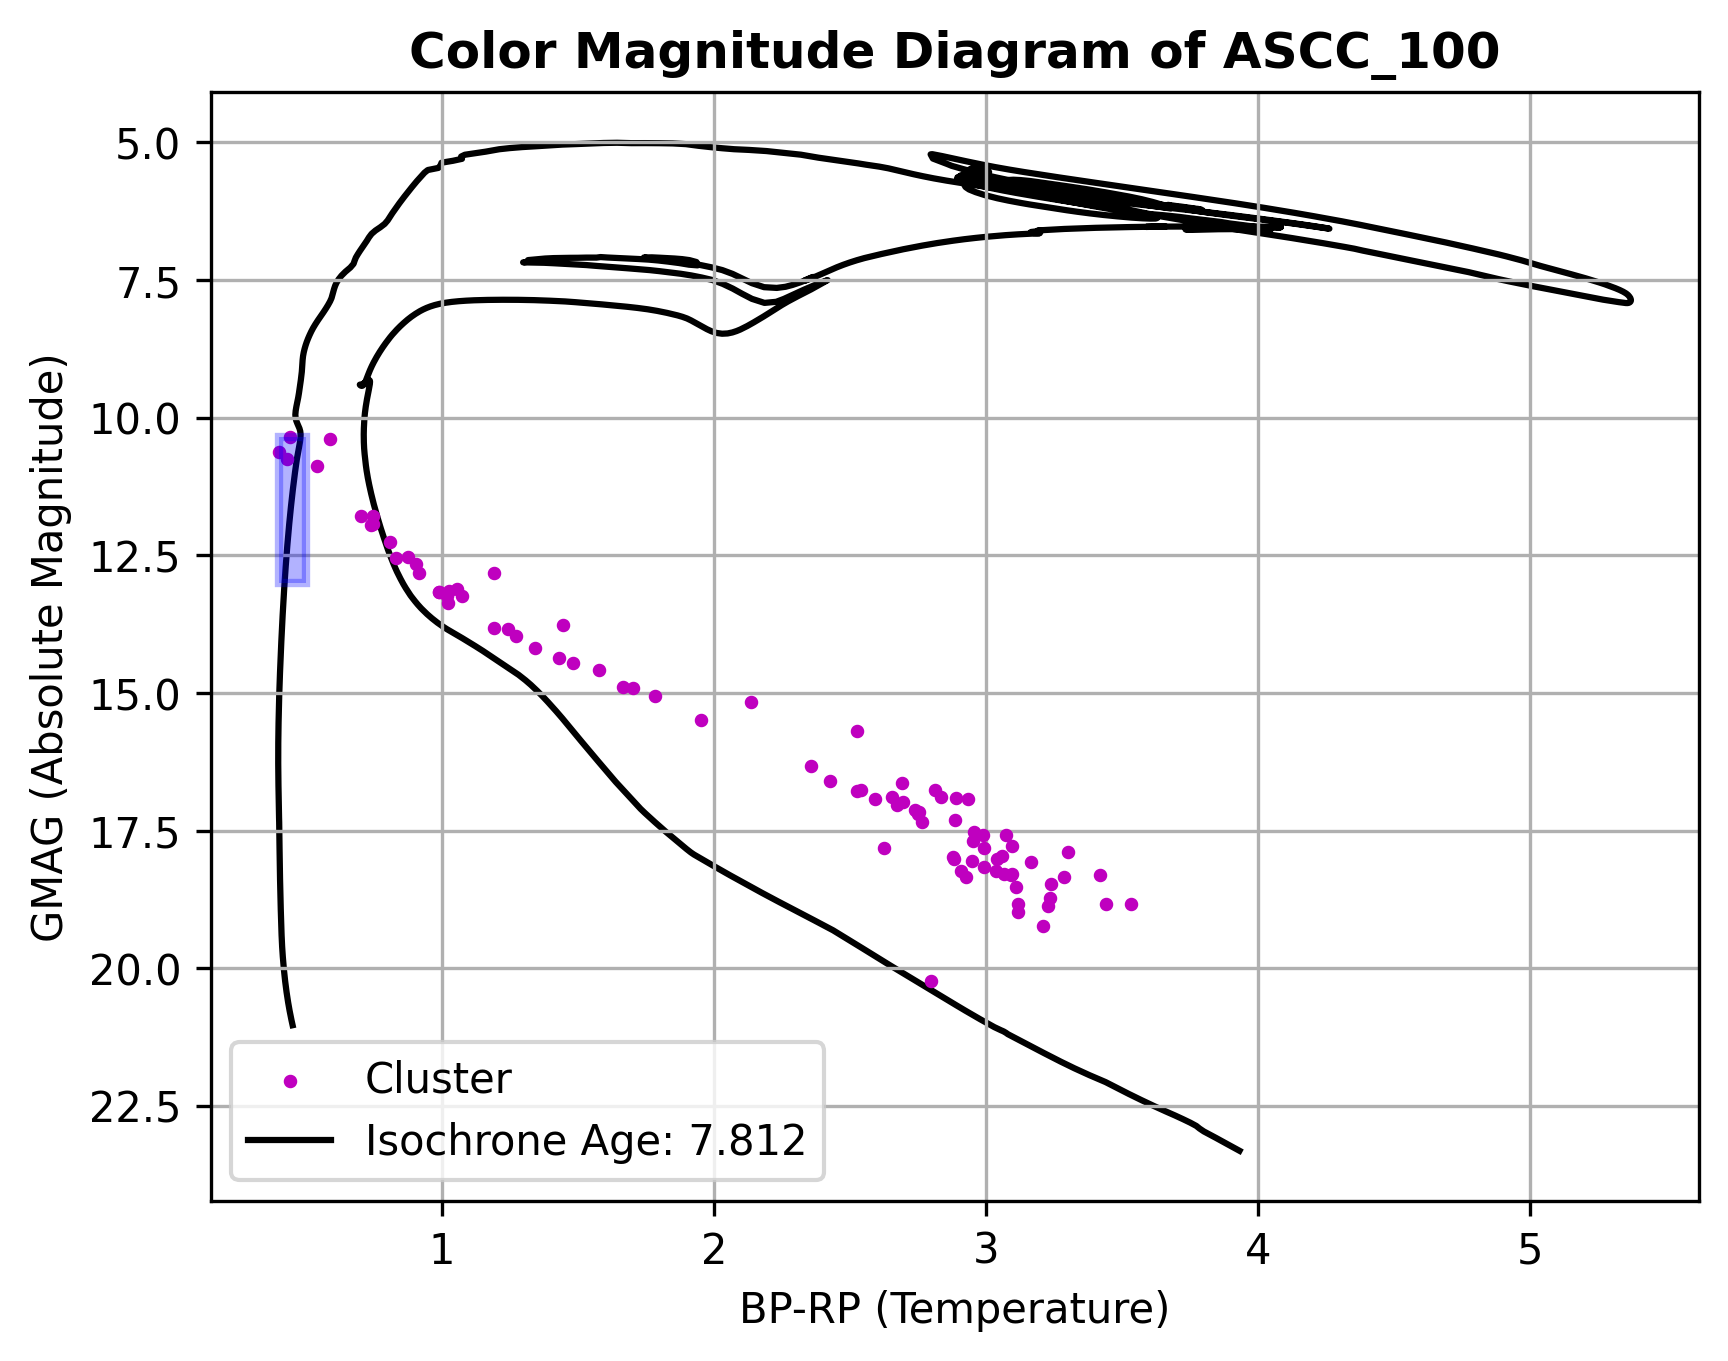 Color Magnitude Diagram of ASCC_100
GMAG (Absolute Magnitude)
5.0
7.5
10.0
12.5
15.0
17.5
20.0
22.5
Cluster
Isochrone Age: 7.812
1 2 3 4 5
BP-RP (Temperature)